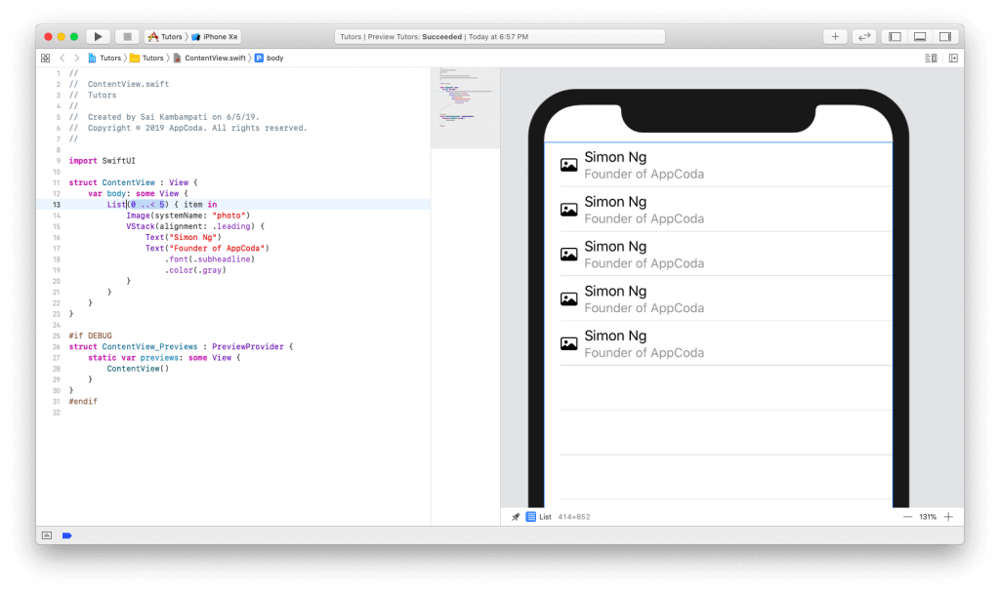 Tutors
iPhone Xʀ
Tutors | Preview Tutors: Succeeded | Today at 6:57 PM
Tutors
Tutors
ContentView.swift
P
body
1 //
2 //  ContentView.swift
3 //  Tutors
4 //
5 //  Created by Sai Kambampati on 6/5/19.
6 //  Copyright © 2019 AppCoda. All rights reserved.
7 //
8
9 import SwiftUI
10
11 struct ContentView : View {
12     var body: some View {
13         List(0 ..< 5) { item in
14             Image(systemName: "photo")
15             VStack(alignment: .leading) {
16                 Text("Simon Ng")
17                 Text("Founder of AppCoda")
18                     .font(.subheadline)
19                     .color(.gray)
20             }
21         }
22     }
23 }
24
25 #if DEBUG
26 struct ContentView_Previews : PreviewProvider {
27     static var previews: some View {
28         ContentView()
29     }
30 }
31 #endif
32
Simon Ng
Founder of AppCoda
Simon Ng
Founder of AppCoda
Simon Ng
Founder of AppCoda
Simon Ng
Founder of AppCoda
Simon Ng
Founder of AppCoda
List 414×852
131%